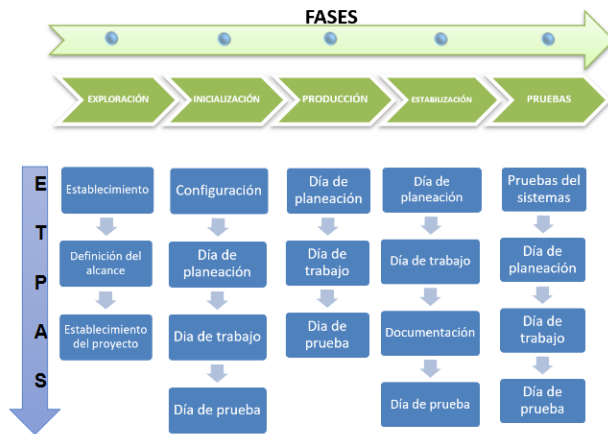 FASES
EXPLORACIÓN
INICIALIZACIÓN
PRODUCCIÓN
ESTABILIZACIÓN
PRUEBAS
E
T
P
A
S
Establecimiento
Definición del
alcance
Establecimiento
del proyecto
Configuración
Día de
planeación
Dia de trabajo
Día de prueba
Día de
planeación
Día de
trabajo
Dia de
prueba
Día de
planeación
Día de trabajo
Documentación
Día de prueba
Pruebas del
sistemas
Día de
planeación
Día de
trabajo
Día de
prueba